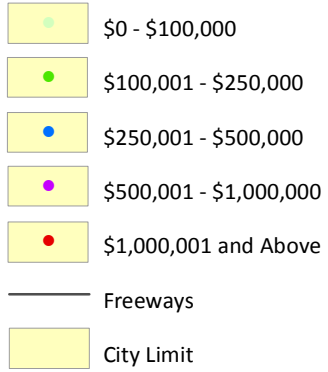 $0 - $100,000
$100,001 - $250,000
$250,001 - $500,000
$500,001 - $1,000,000
$1,000,001 and Above
Freeways
City Limit